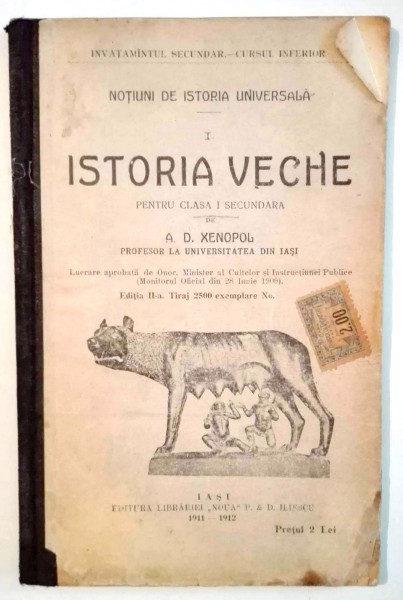 INVATAMÎNTUL SECUNDAR.—CURSUL INFERIOR
NOȚIUNI DE ISTORIA UNIVERSALĂ
I.
ISTORIA VECHE
PENTRU CLASA I SECUNDARA
DE
A. D. XENOPOL
PROFESOR LA UNIVERSITATEA DIN IAȘI
Lucrare aprobată de Onor. Minister al Cultelor și Instrucțiunei Publice
(Monitorul Oficial din 28 Iunie 1909).
Ediția II-a. Tiraj 2500 exemplare No.
2.00
IAȘI
EDITURA LIBRĂRIEI „NOUA" P. & D. ILIESCU
1911 — 1912
Prețul 2 Lei